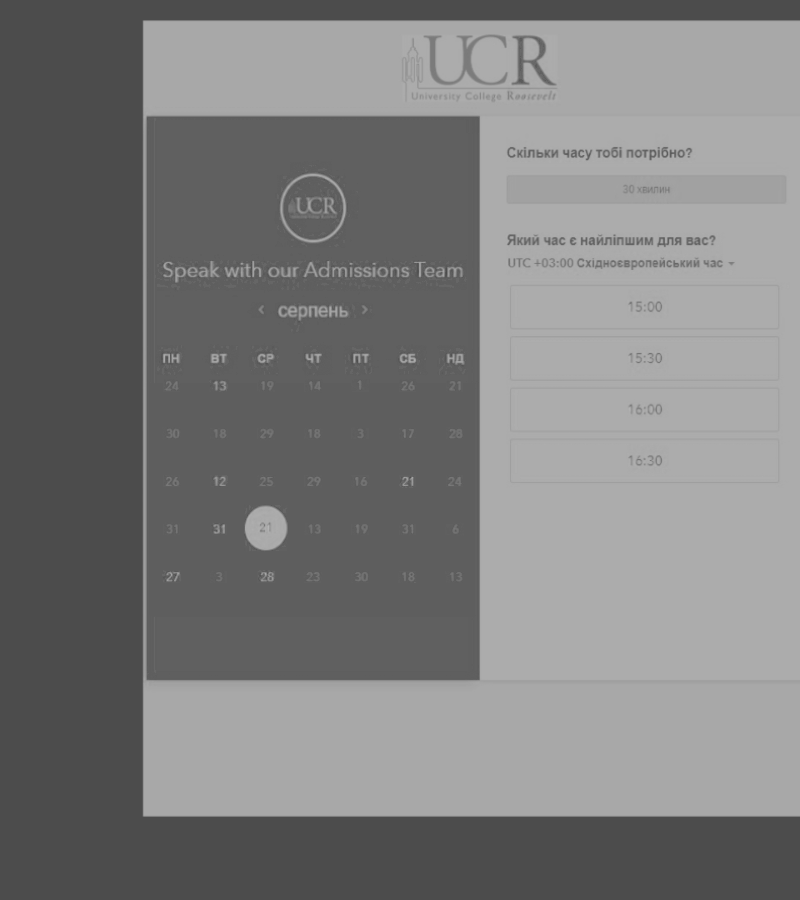 UCR
University College Roosevelt
UCR
Speak with our Admissions Team
‹ серпень ›
ПН ВТ СР ЧТ ПТ СБ НД
24 13 19 14 1 26 21
30 18 29 18 3 17 28
26 12 25 29 16 21 24
31 31 21 13 19 31 6
27 3 28 23 30 18 13
Скільки часу тобі потрібно?
30 хвилин
Який час є найліпшим для вас?
UTC +03:00 Східноєвропейський час
15:00
15:30
16:00
16:30